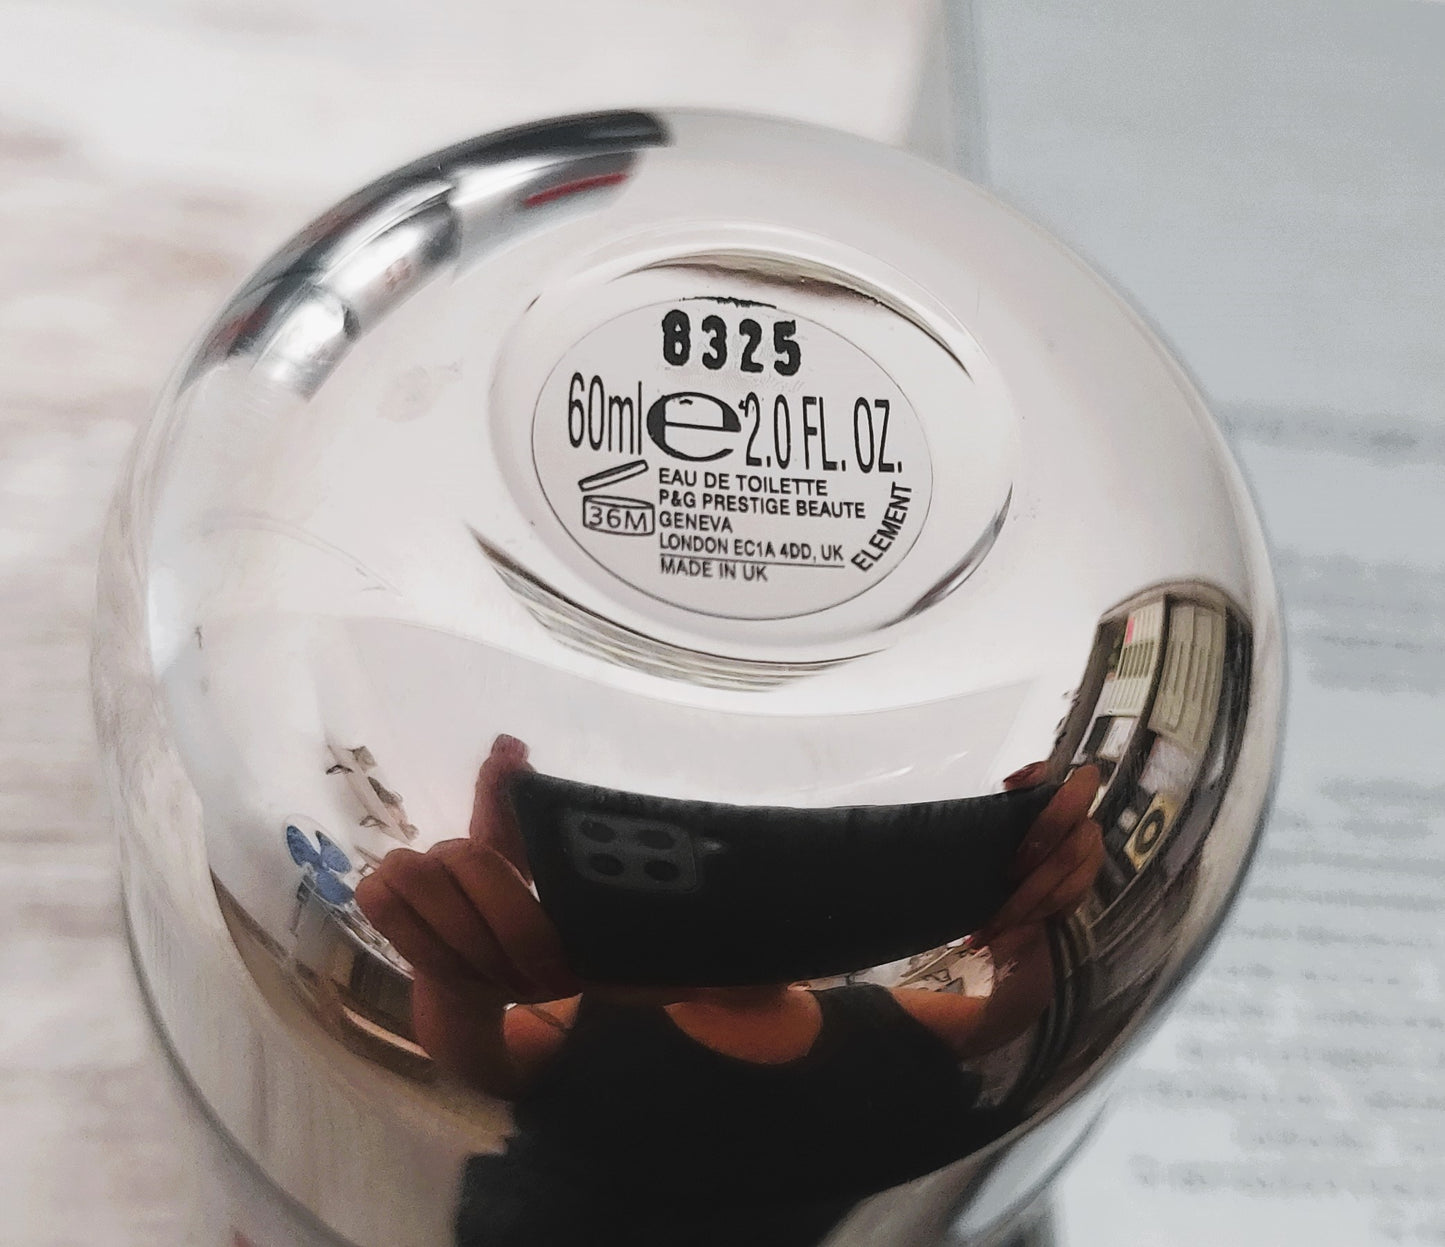 8325
60ml e 2.0 FL. OZ.
EAU DE TOILETTE
P&G PRESTIGE BEAUTE
GENEVA
LONDON EC1A 4DD, UK
MADE IN UK
36M
ELEMENT